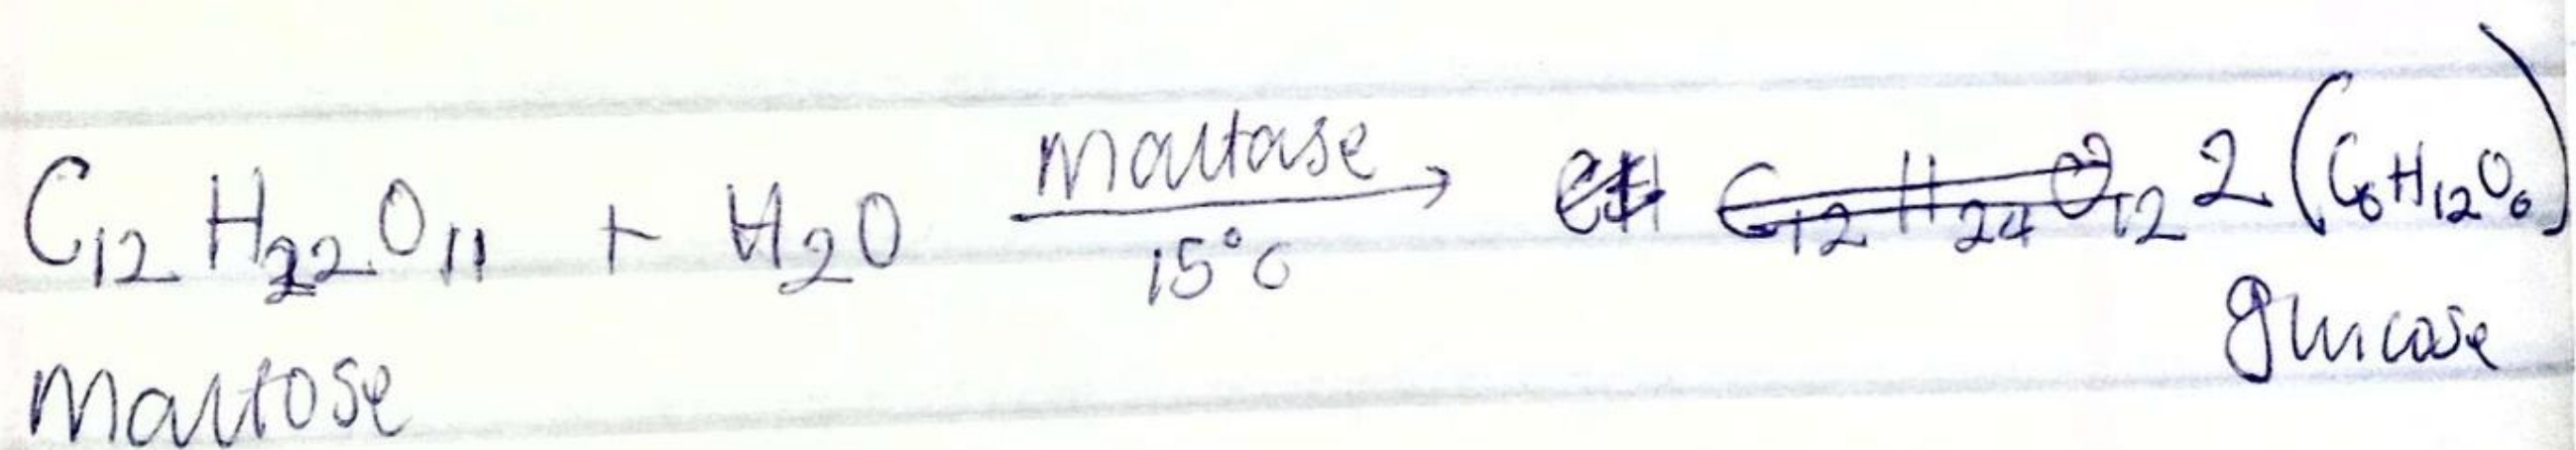 C₁₂H₂₂O₁₁ + H₂O maltase → 2(C₆H₁₂O₆)
15°C
Maltose glucose